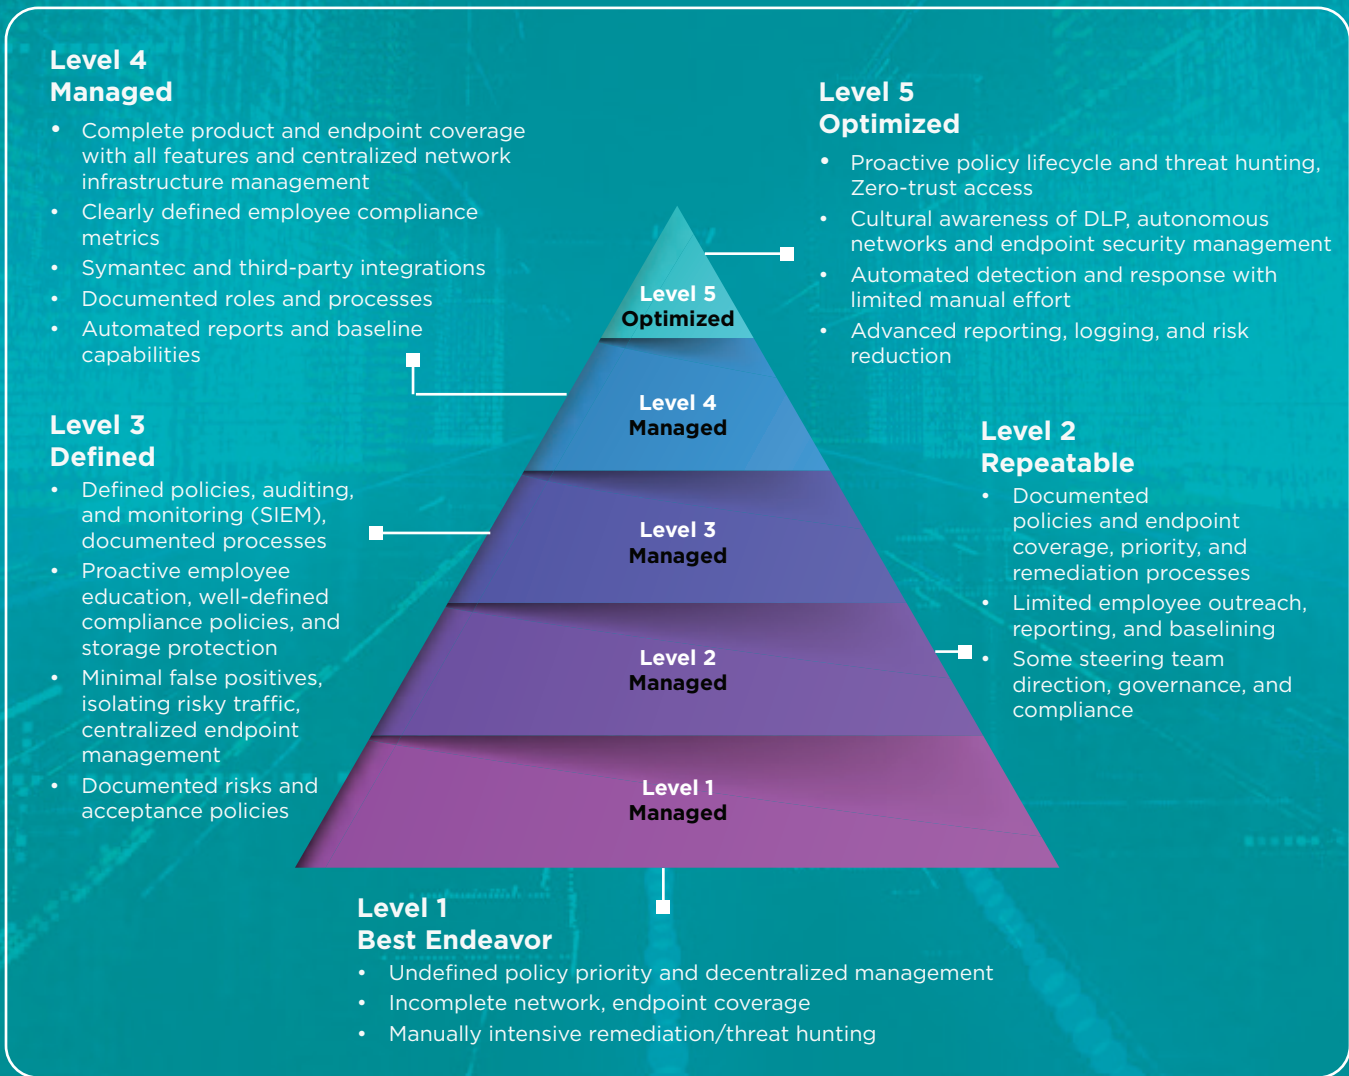 Level 4
Managed
• Complete product and endpoint coverage
with all features and centralized network
infrastructure management
• Clearly defined employee compliance
metrics
• Symantec and third-party integrations
• Documented roles and processes
• Automated reports and baseline
capabilities
Level 5
Optimized
• Proactive policy lifecycle and threat hunting,
Zero-trust access
• Cultural awareness of DLP, autonomous
networks and endpoint security management
• Automated detection and response with
limited manual effort
• Advanced reporting, logging, and risk
reduction
Level 3
Defined
• Defined policies, auditing,
and monitoring (SIEM),
documented processes
• Proactive employee
education, well-defined
compliance policies, and
storage protection
• Minimal false positives,
isolating risky traffic,
centralized endpoint
management
• Documented risks and
acceptance policies
Level 5
Optimized
Level 4
Managed
Level 3
Managed
Level 2
Managed
Level 1
Managed
Level 2
Repeatable
• Documented
policies and endpoint
coverage, priority, and
remediation processes
• Limited employee outreach,
reporting, and baselining
• Some steering team
direction, governance, and
compliance
Level 1
Best Endeavor
• Undefined policy priority and decentralized management
• Incomplete network, endpoint coverage
• Manually intensive remediation/threat hunting